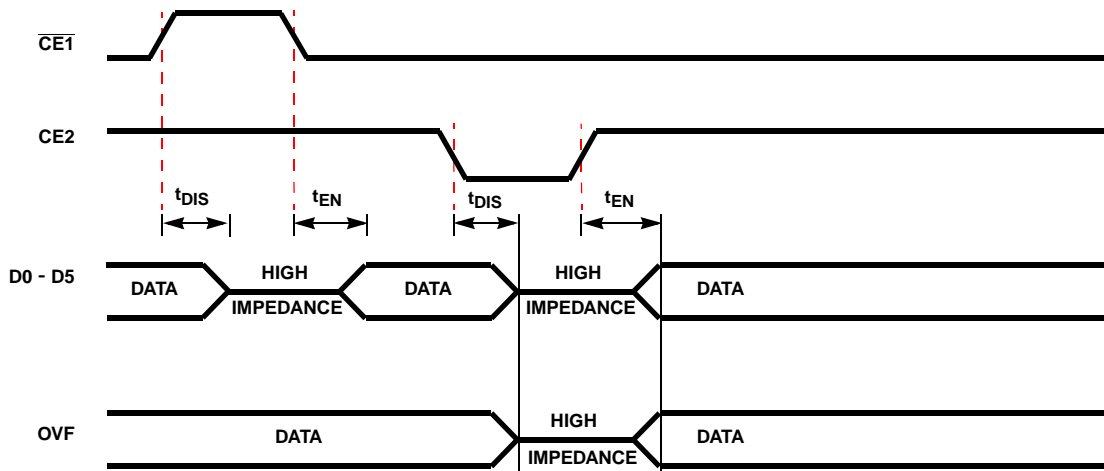 CE1
CE2
tDIS
tEN
tDIS
tEN
D0 - D5
DATA
HIGH
IMPEDANCE
DATA
HIGH
IMPEDANCE
DATA
OVF
DATA
HIGH
IMPEDANCE
DATA